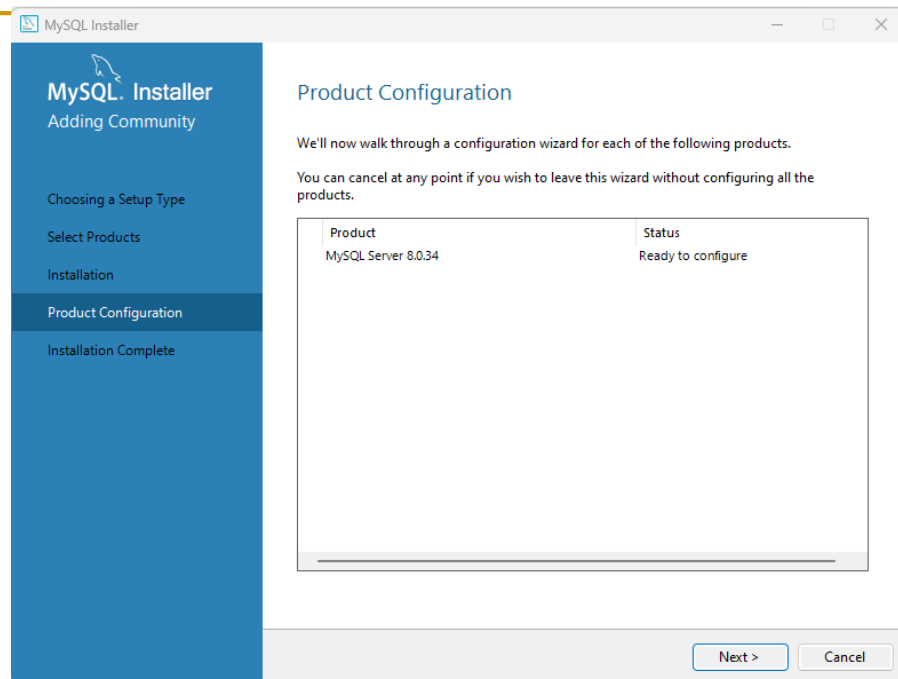 MySQL Installer
MySQL. Installer
Adding Community
Choosing a Setup Type
Select Products
Installation
Product Configuration
Installation Complete
Product Configuration
We'll now walk through a configuration wizard for each of the following products.
You can cancel at any point if you wish to leave this wizard without configuring all the
products.
Product Status
MySQL Server 8.0.34 Ready to configure
Next > Cancel